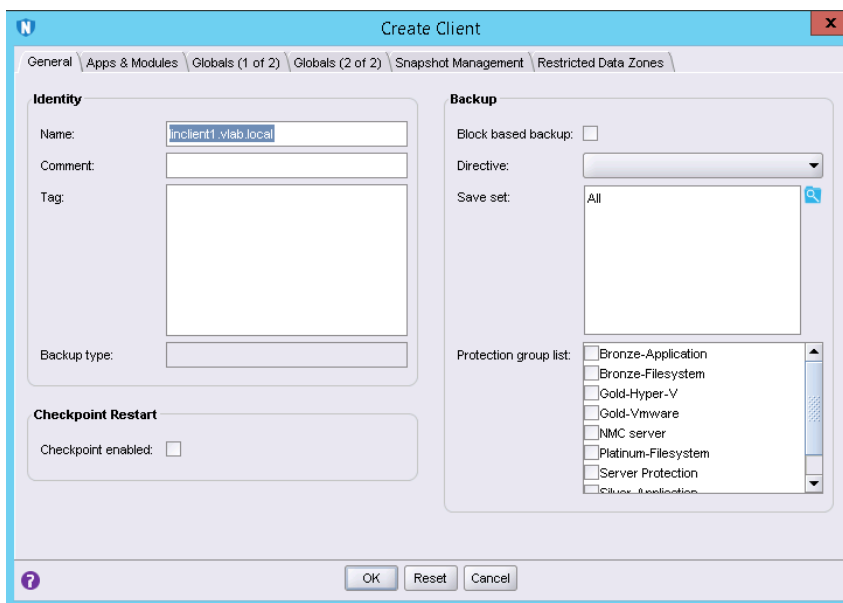 N
Create Client
x
General
Apps & Modules
Globals (1 of 2)
Globals (2 of 2)
Snapshot Management
Restricted Data Zones
Identity
Name:
linclient1.vlab.local
Comment:
Tag:
Backup type:
Checkpoint Restart
Checkpoint enabled:
Backup
Block based backup:
Directive:
Save set:
All
Protection group list:
Bronze-Application
Bronze-Filesystem
Gold-Hyper-V
Gold-Vmware
NMC server
Platinum-Filesystem
Server Protection
Silver-Application
?
OK
Reset
Cancel